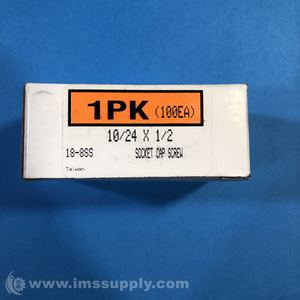 1PK (100EA)
10/24 X 1/2
18-8SS SOCKET CAP SCREW
Taiwan
© www.imssupply.com